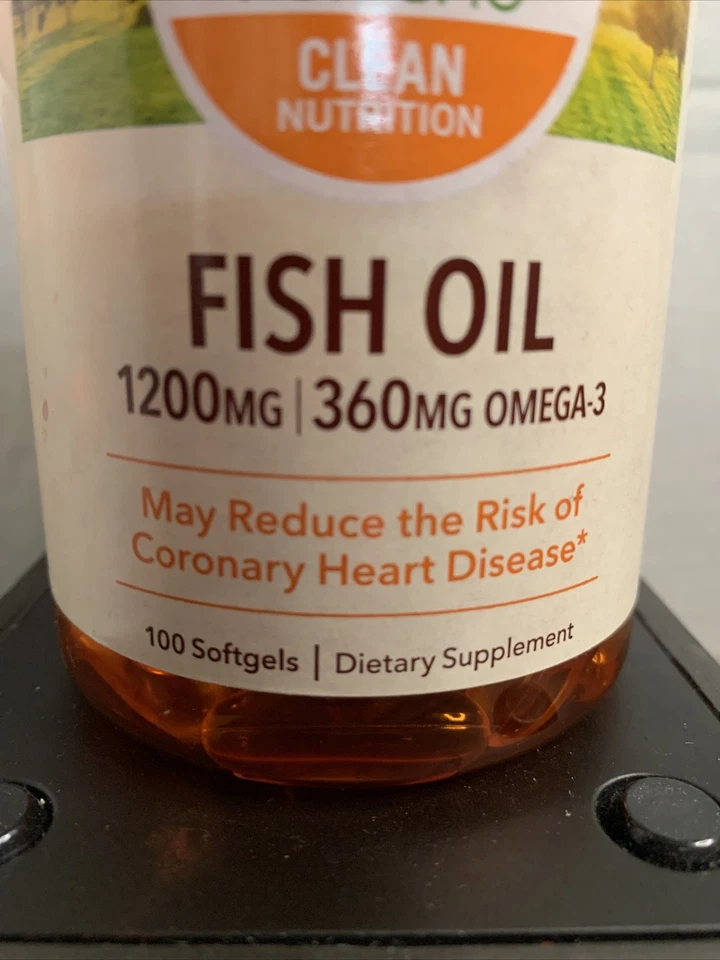 CLEAN
NUTRITION
FISH OIL
1200MG | 360MG OMEGA-3
May Reduce the Risk of
Coronary Heart Disease*
100 Softgels | Dietary Supplement